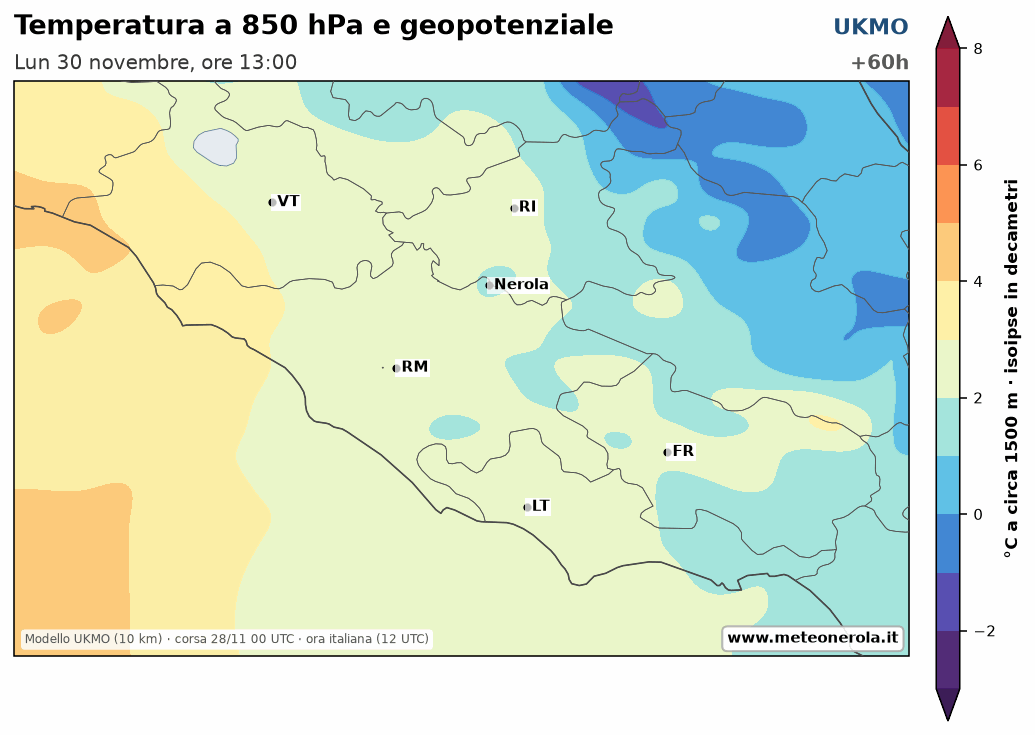 Temperatura a 850 hPa e geopotenziale
UKMO
Lun 30 novembre, ore 13:00
+60h
8
6
4
2
0
−2
°C a circa 1500 m · isoipse in decametri
VT
RI
Nerola
RM
FR
LT
Modello UKMO (10 km) · corsa 28/11 00 UTC · ora italiana (12 UTC)
www.meteonerola.it